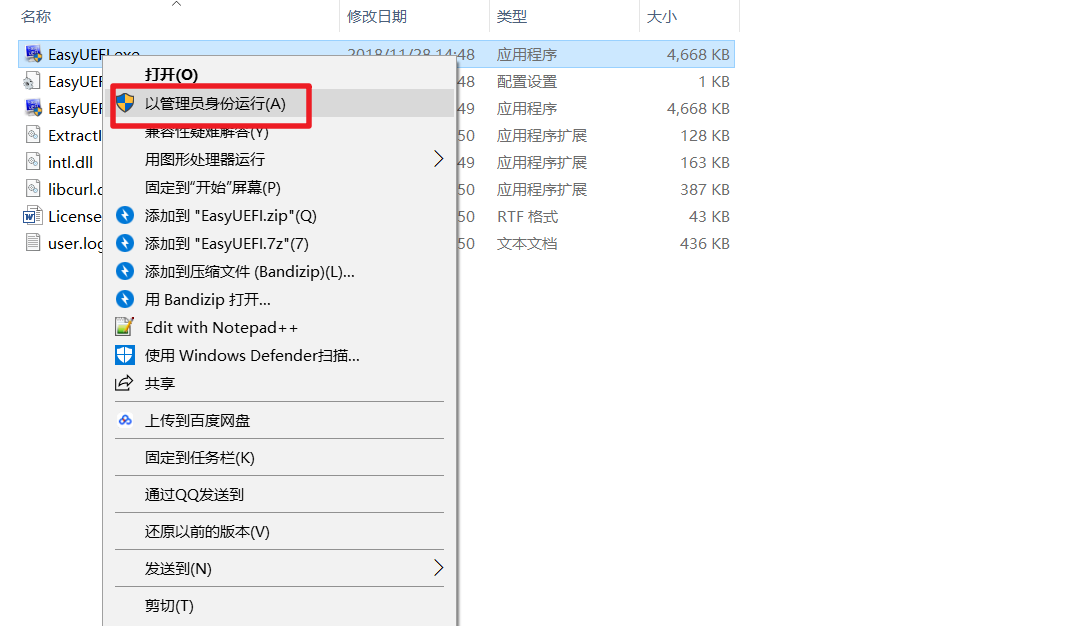 名称 修改日期 类型 大小
EasyUEFI.exe 2018/11/28 14:48 应用程序 4,668 KB
EasyUEF 48 配置设置 1 KB
EasyUEF 49 应用程序 4,668 KB
Extract 50 应用程序扩展 128 KB
intl.dll 49 应用程序扩展 163 KB
libcurl.d 50 应用程序扩展 387 KB
License 50 RTF 格式 43 KB
user.log 50 文本文档 436 KB
打开(O)
以管理员身份运行(A)
兼容性疑难解答(Y)
用图形处理器运行
固定到"开始"屏幕(P)
添加到 "EasyUEFI.zip"(Q)
添加到 "EasyUEFI.7z"(7)
添加到压缩文件 (Bandizip)(L)...
用 Bandizip 打开...
Edit with Notepad++
使用 Windows Defender扫描...
共享
上传到百度网盘
固定到任务栏(K)
通过QQ发送到
还原以前的版本(V)
发送到(N)
剪切(T)